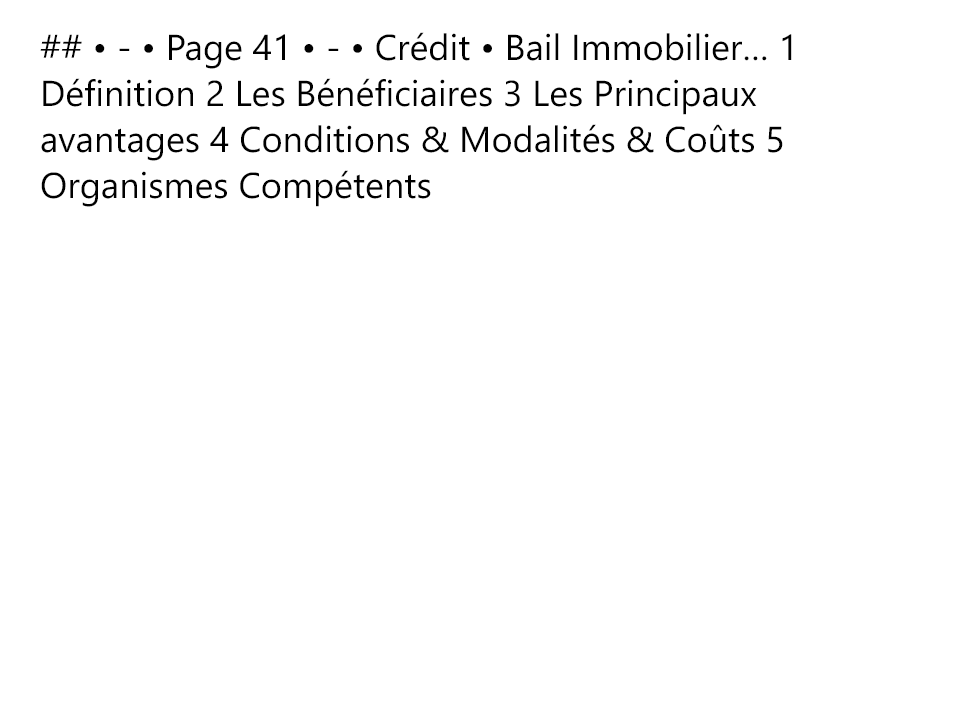 ## • - • Page 41 • - • Crédit • Bail Immobilier… 1
Définition 2 Les Bénéficiaires 3 Les Principaux
avantages 4 Conditions & Modalités & Coûts 5
Organismes Compétents